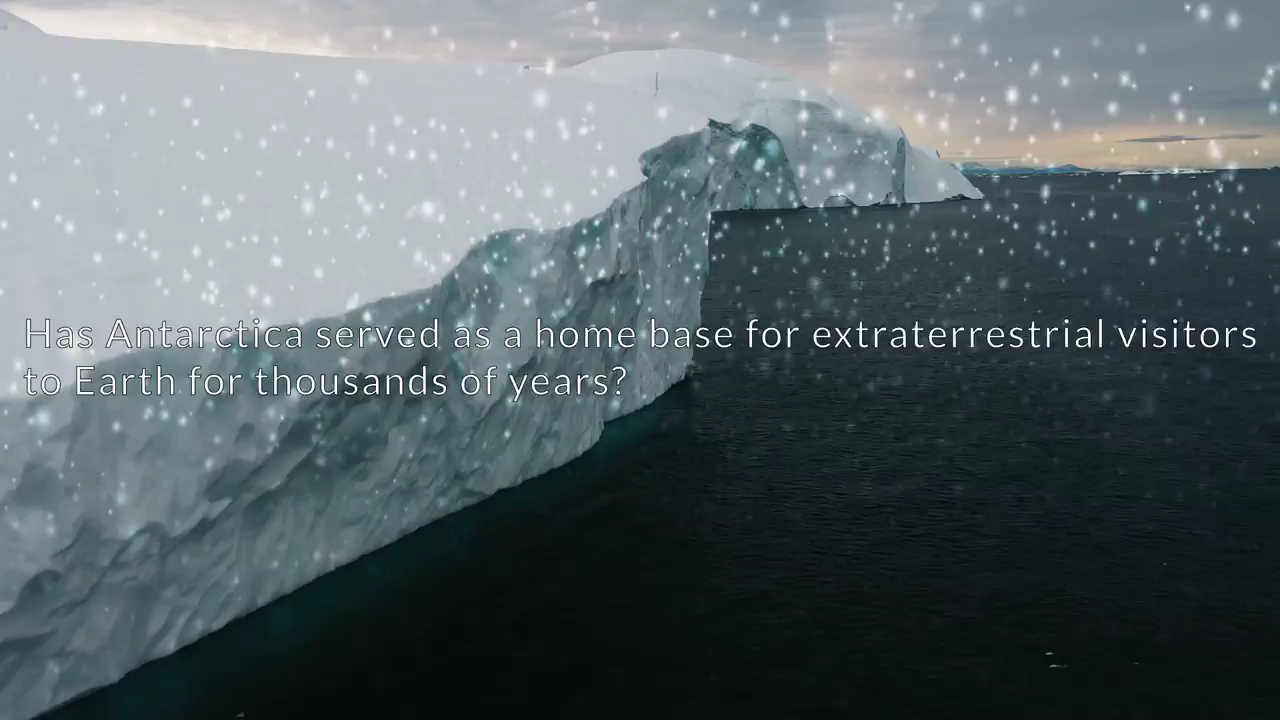 Has Antarctica served as a home base for extraterrestrial visitors
to Earth for thousands of years?